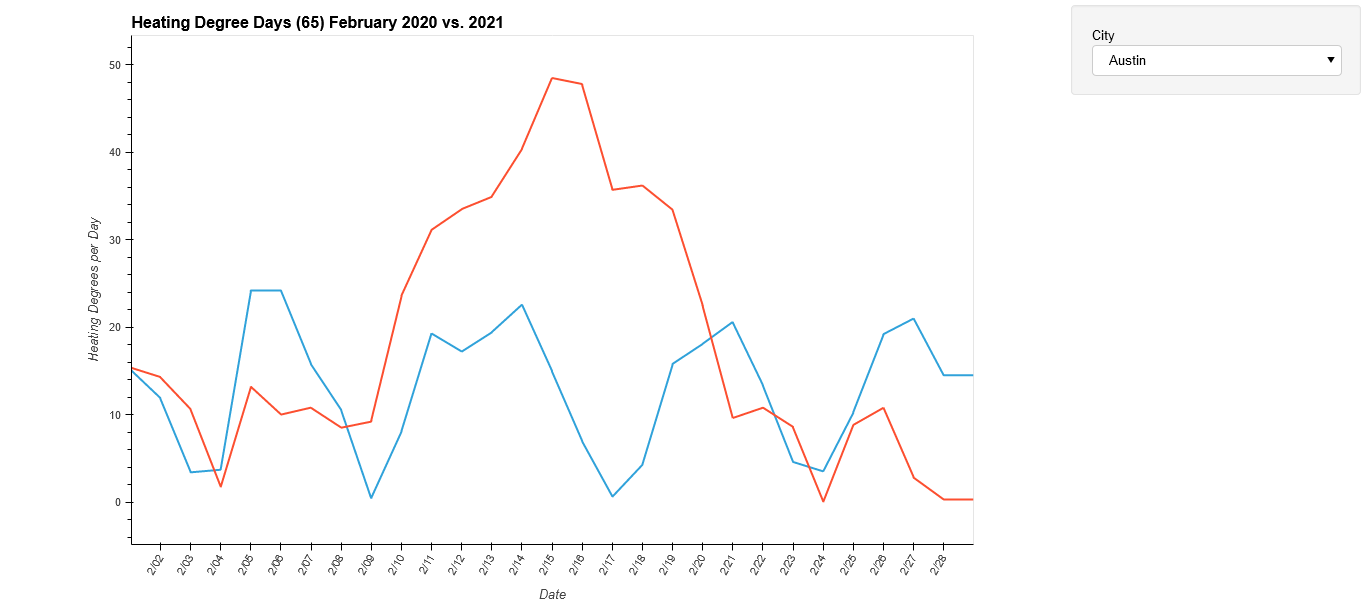 Heating Degree Days (65) February 2020 vs. 2021
City
Austin
Heating Degrees per Day
50
40
30
20
10
0
2/02 2/03 2/04 2/05 2/06 2/07 2/08 2/09 2/10 2/11 2/12 2/13 2/14 2/15 2/16 2/17 2/18 2/19 2/20 2/21 2/22 2/23 2/24 2/25 2/26 2/27 2/28
Date